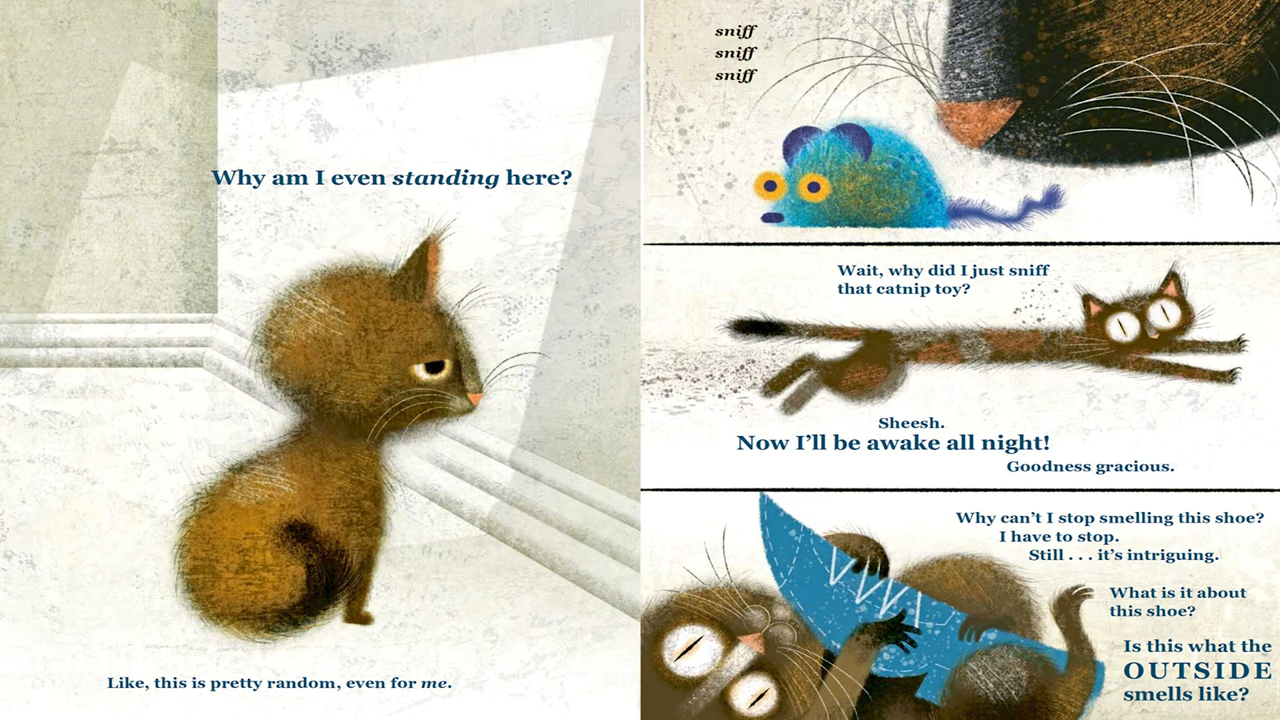 Why am I even standing here?
Like, this is pretty random, even for me.
sniff
sniff
sniff
Wait, why did I just sniff
that catnip toy?
Sheesh.
Now I'll be awake all night!
Goodness gracious.
Why can't I stop smelling this shoe?
I have to stop.
Still . . . it's intriguing.
What is it about
this shoe?
Is this what the
OUTSIDE
smells like?